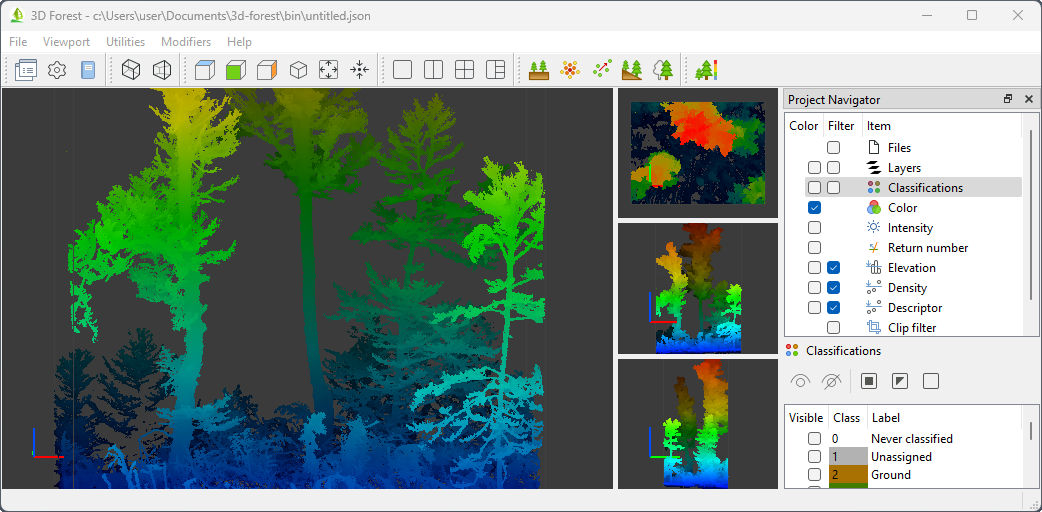 3D Forest - c:\Users\user\Documents\3d-forest\bin\untitled.json
File Viewport Utilities Modifiers Help
Project Navigator
Color Filter Item
Files
Layers
Classifications
Color
Intensity
Return number
Elevation
Density
Descriptor
Clip filter
Classifications
Visible Class Label
0 Never classified
1 Unassigned
2 Ground